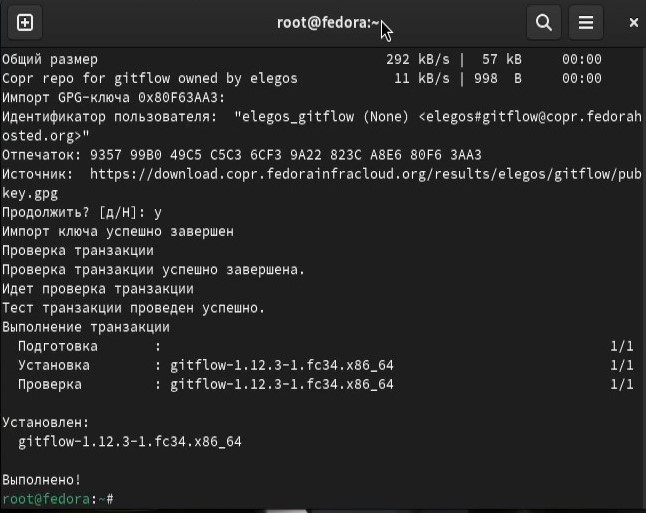 root@fedora:~
Общий размер 292 kB/s | 57 kB 00:00
Copr repo for gitflow owned by elegos 11 kB/s | 998 B 00:00
Импорт GPG-ключа 0x80F63AA3:
Идентификатор пользователя: "elegos_gitflow (None) <elegos#gitflow@copr.fedorah
osted.org>"
Отпечаток: 9357 99B0 49C5 C5C3 6CF3 9A22 823C A8E6 80F6 3AA3
Источник: https://download.copr.fedorainfracloud.org/results/elegos/gitflow/pub
key.gpg
Продолжить? [д/Н]: y
Импорт ключа успешно завершен
Проверка транзакции
Проверка транзакции успешно завершена.
Идет проверка транзакции
Тест транзакции проведен успешно.
Выполнение транзакции
Подготовка : 1/1
Установка : gitflow-1.12.3-1.fc34.x86_64 1/1
Проверка : gitflow-1.12.3-1.fc34.x86_64 1/1
Установлен:
gitflow-1.12.3-1.fc34.x86_64
Выполнено!
root@fedora:~#